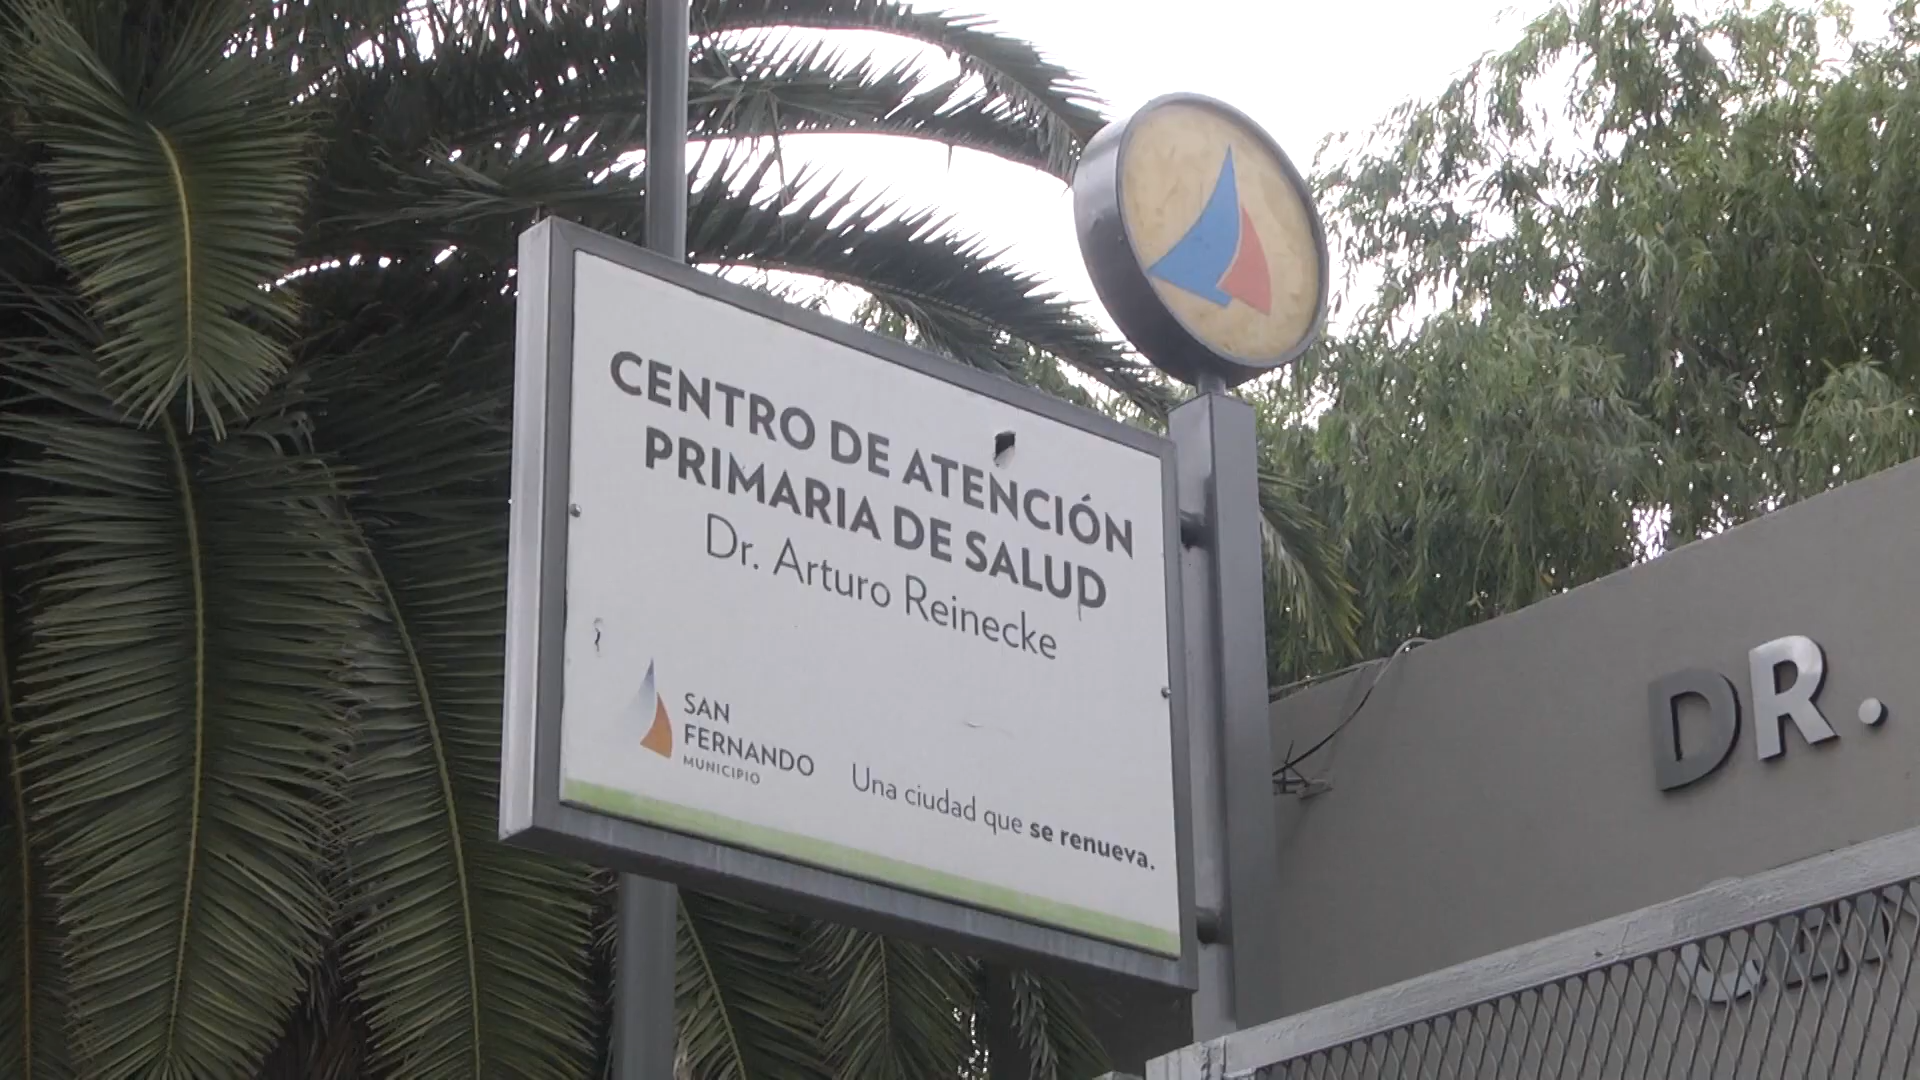 CENTRO DE ATENCIÓN
PRIMARIA DE SALUD
Dr. Arturo Reinecke
SAN
FERNANDO
MUNICIPIO
Una ciudad que se renueva.
DR.